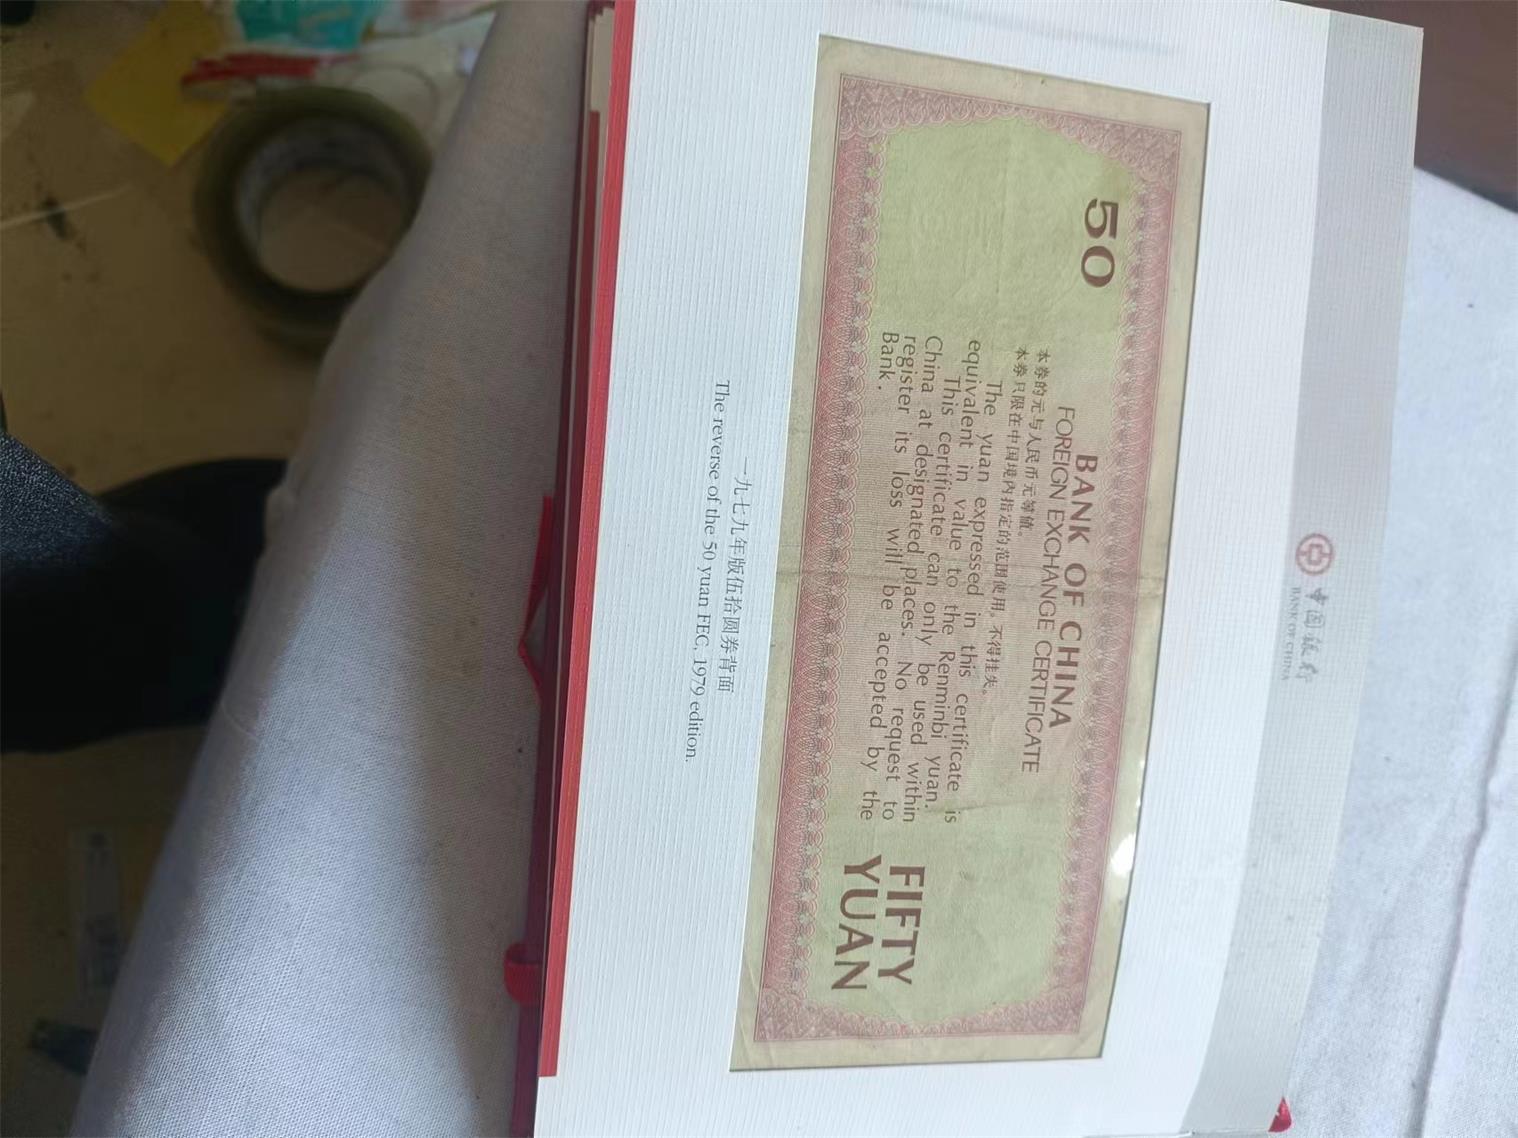 中国银行
BANK OF CHINA
50
BANK OF CHINA
FOREIGN EXCHANGE CERTIFICATE
本券的元与人民币元等值。
本券只限在中国境内指定的范围使用。不得挂失。
The yuan expressed in this certificate is
equivalent in value to the Renminbi yuan.
This certificate can only be used within
China at designated places. No request to
register its loss will be accepted by the
Bank.
FIFTY
YUAN
一九七九年版伍拾圆券背面
The reverse of the 50 yuan FEC, 1979 edition.